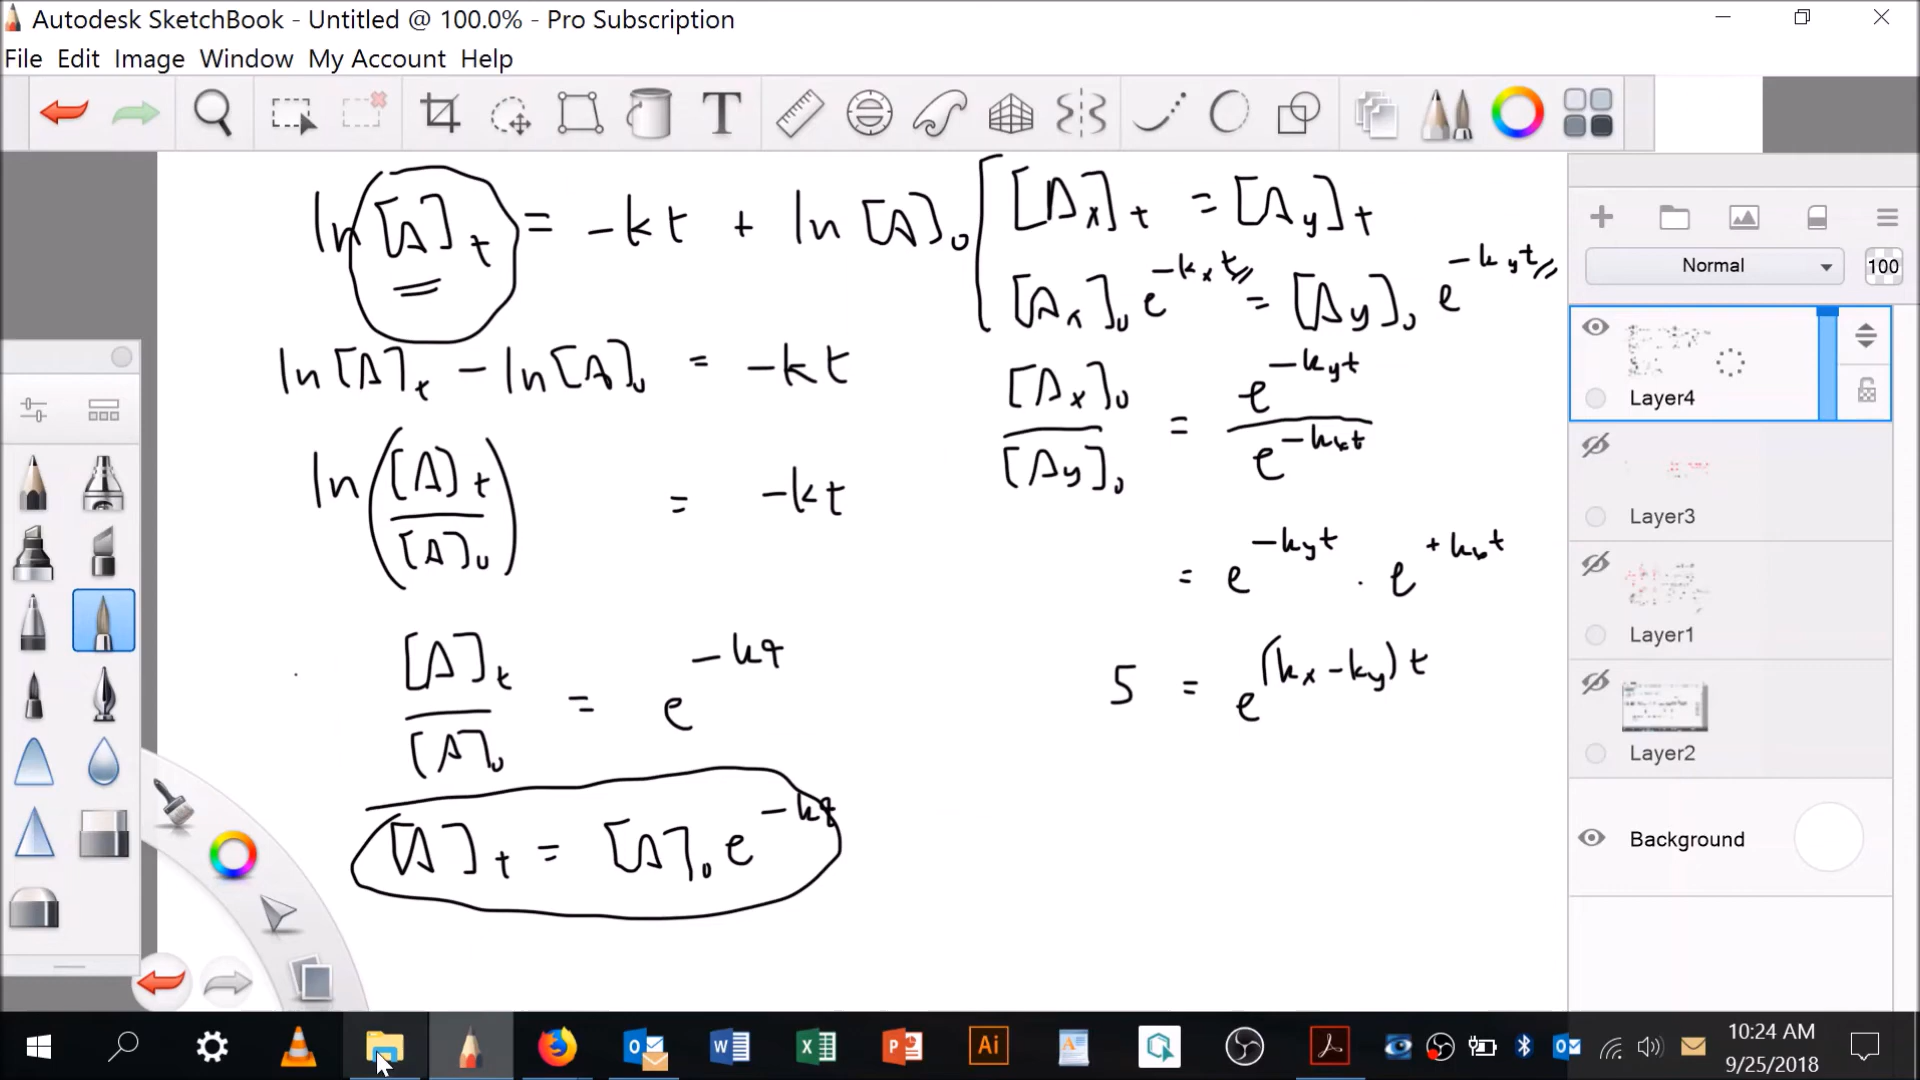 Autodesk SketchBook - Untitled @ 100.0% - Pro Subscription
File Edit Image Window My Account Help
ln [A]t = -kt + ln [A]₀
ln [A]t - ln [A]₀ = -kt
ln ([A]t / [A]₀) = -kt
[A]t / [A]₀ = e^-kt
[A]t = [A]₀ e^-kt
[Ax]t = [Ay]t
[Ax]₀ e^-kxt = [Ay]₀ e^-kyt
[Ax]₀ / [Ay]₀ = e^-kyt / e^-kxt
= e^-kyt · e^+kxt
5 = e^(kx-ky)t
Normal
100
Layer4
Layer3
Layer1
Layer2
Background
10:24 AM
9/25/2018